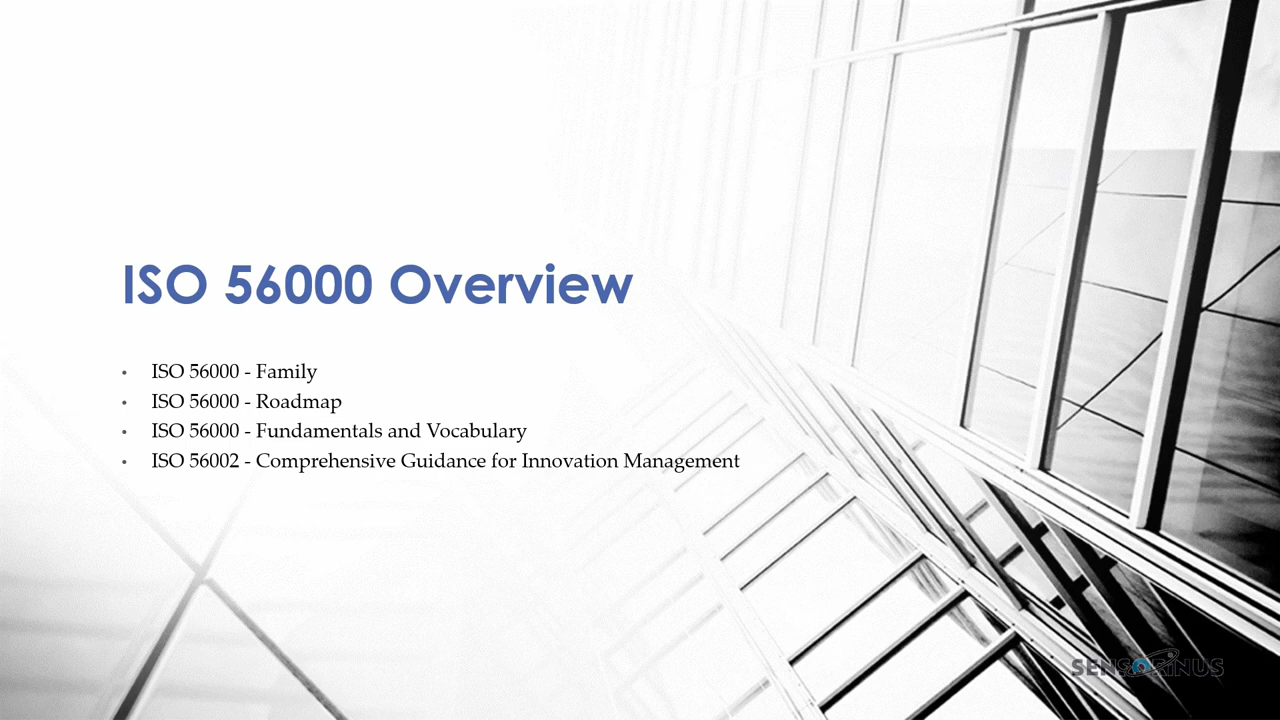 ISO 56000 Overview
• ISO 56000 - Family
• ISO 56000 - Roadmap
• ISO 56000 - Fundamentals and Vocabulary
• ISO 56002 - Comprehensive Guidance for Innovation Management
SENSORINUS